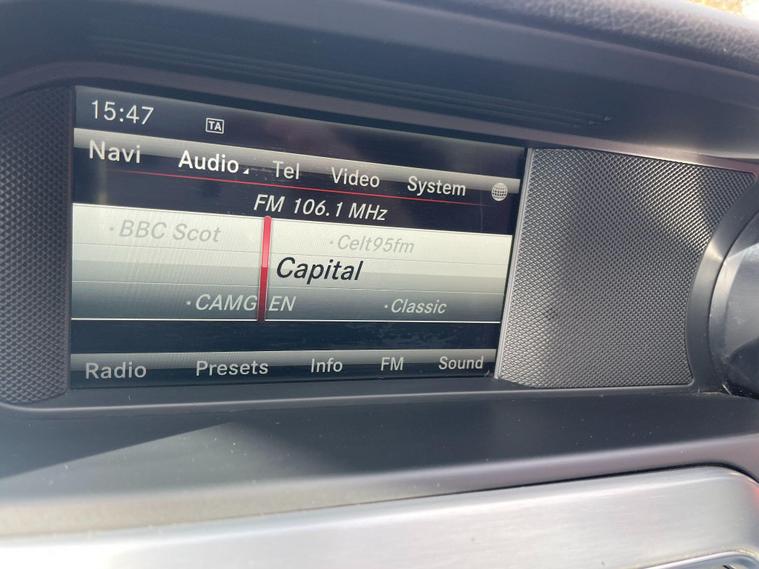 15:47 TA
Navi Audio Tel Video System
FM 106.1 MHz
BBC Scot Celt95fm
Capital
CAMG EN Classic
Radio Presets Info FM Sound